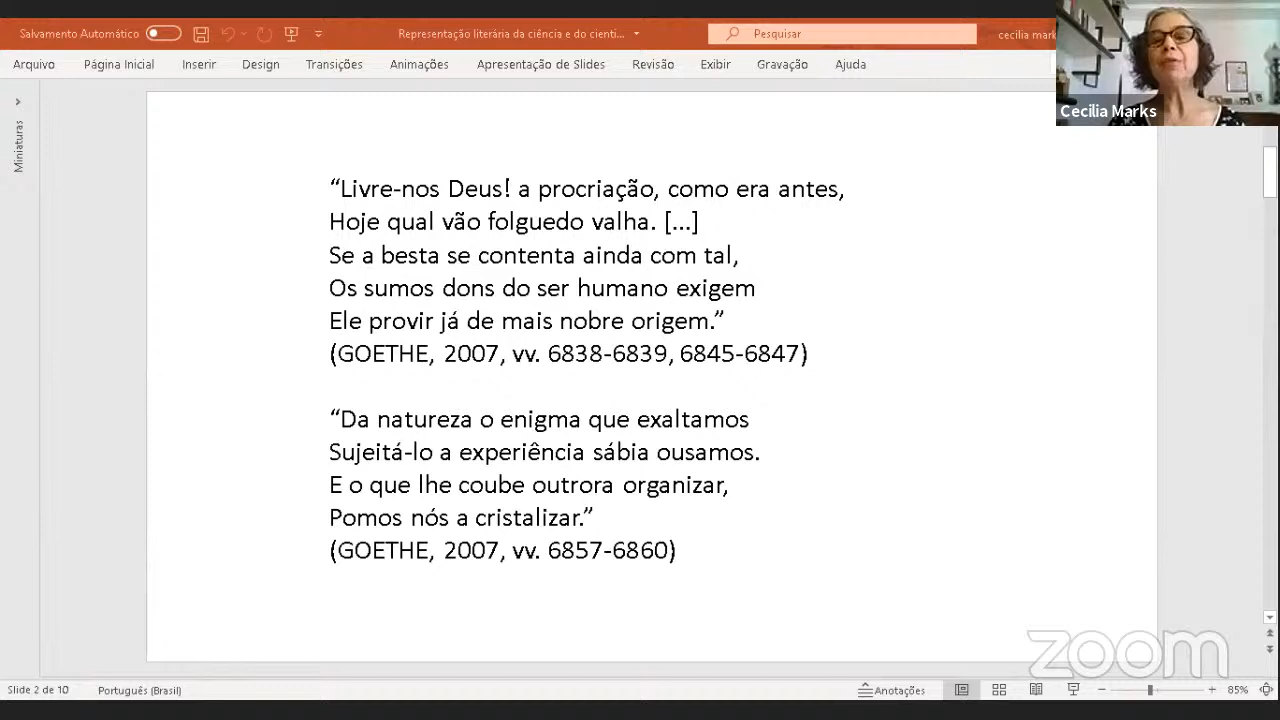 Salvamento Automático
Representação literária da ciência e do cienti...
Pesquisar
cecilia mark
Arquivo Página Inicial Inserir Design Transições Animações Apresentação de Slides Revisão Exibir Gravação Ajuda
Cecilia Marks
Miniaturas
“Livre-nos Deus! a procriação, como era antes,
Hoje qual vão folguedo valha. [...]
Se a besta se contenta ainda com tal,
Os sumos dons do ser humano exigem
Ele provir já de mais nobre origem.”
(GOETHE, 2007, vv. 6838-6839, 6845-6847)
“Da natureza o enigma que exaltamos
Sujeitá-lo a experiência sábia ousamos.
E o que lhe coube outrora organizar,
Pomos nós a cristalizar.”
(GOETHE, 2007, vv. 6857-6860)
zoom
Slide 2 de 10 Português (Brasil) Anotações 85%